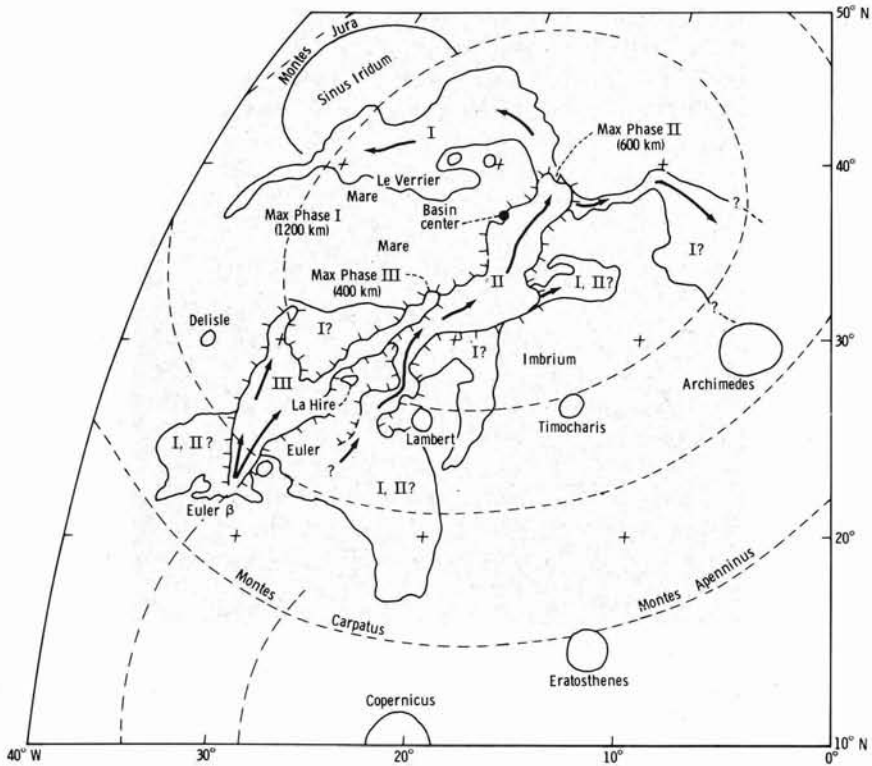 50° N
Montes Jura
Sinus Iridum
I
Max Phase II
(600 km)
40°
Le Verrier
Mare
Basin
center
Max Phase I
(1200 km)
?
I?
Mare
Max Phase III
(400 km)
II
I, II?
?
Delisle
I?
30°
I?
Imbrium
III
Archimedes
La Hire
Timocharis
Lambert
I, II?
Euler
?
I, II?
Euler β
20°
Montes
Carpatus
Montes Apenninus
Eratosthenes
Copernicus
40° W
30°
20°
10°
0°
10° N